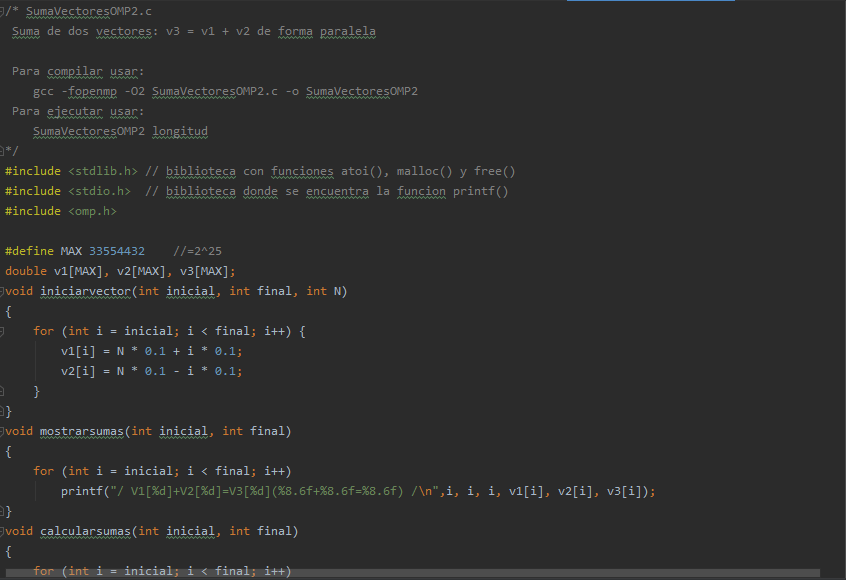 /* SumaVectoresOMP2.c
Suma de dos vectores: v3 = v1 + v2 de forma paralela
Para compilar usar:
gcc -fopenmp -O2 SumaVectoresOMP2.c -o SumaVectoresOMP2
Para ejecutar usar:
SumaVectoresOMP2 longitud
*/
#include <stdlib.h> // biblioteca con funciones atoi(), malloc() y free()
#include <stdio.h>  // biblioteca donde se encuentra la funcion printf()
#include <omp.h>
#define MAX 33554432    //=2^25
double v1[MAX], v2[MAX], v3[MAX];
void iniciarvector(int inicial, int final, int N)
{
    for (int i = inicial; i < final; i++) {
        v1[i] = N * 0.1 + i * 0.1;
        v2[i] = N * 0.1 - i * 0.1;
    }
}
void mostrarsumas(int inicial, int final)
{
    for (int i = inicial; i < final; i++)
        printf("/ V1[%d]+V2[%d]=V3[%d](%8.6f+%8.6f=%8.6f) /\n",i, i, i, v1[i], v2[i], v3[i]);
}
void calcularsumas(int inicial, int final)
{
    for (int i = inicial; i < final; i++)